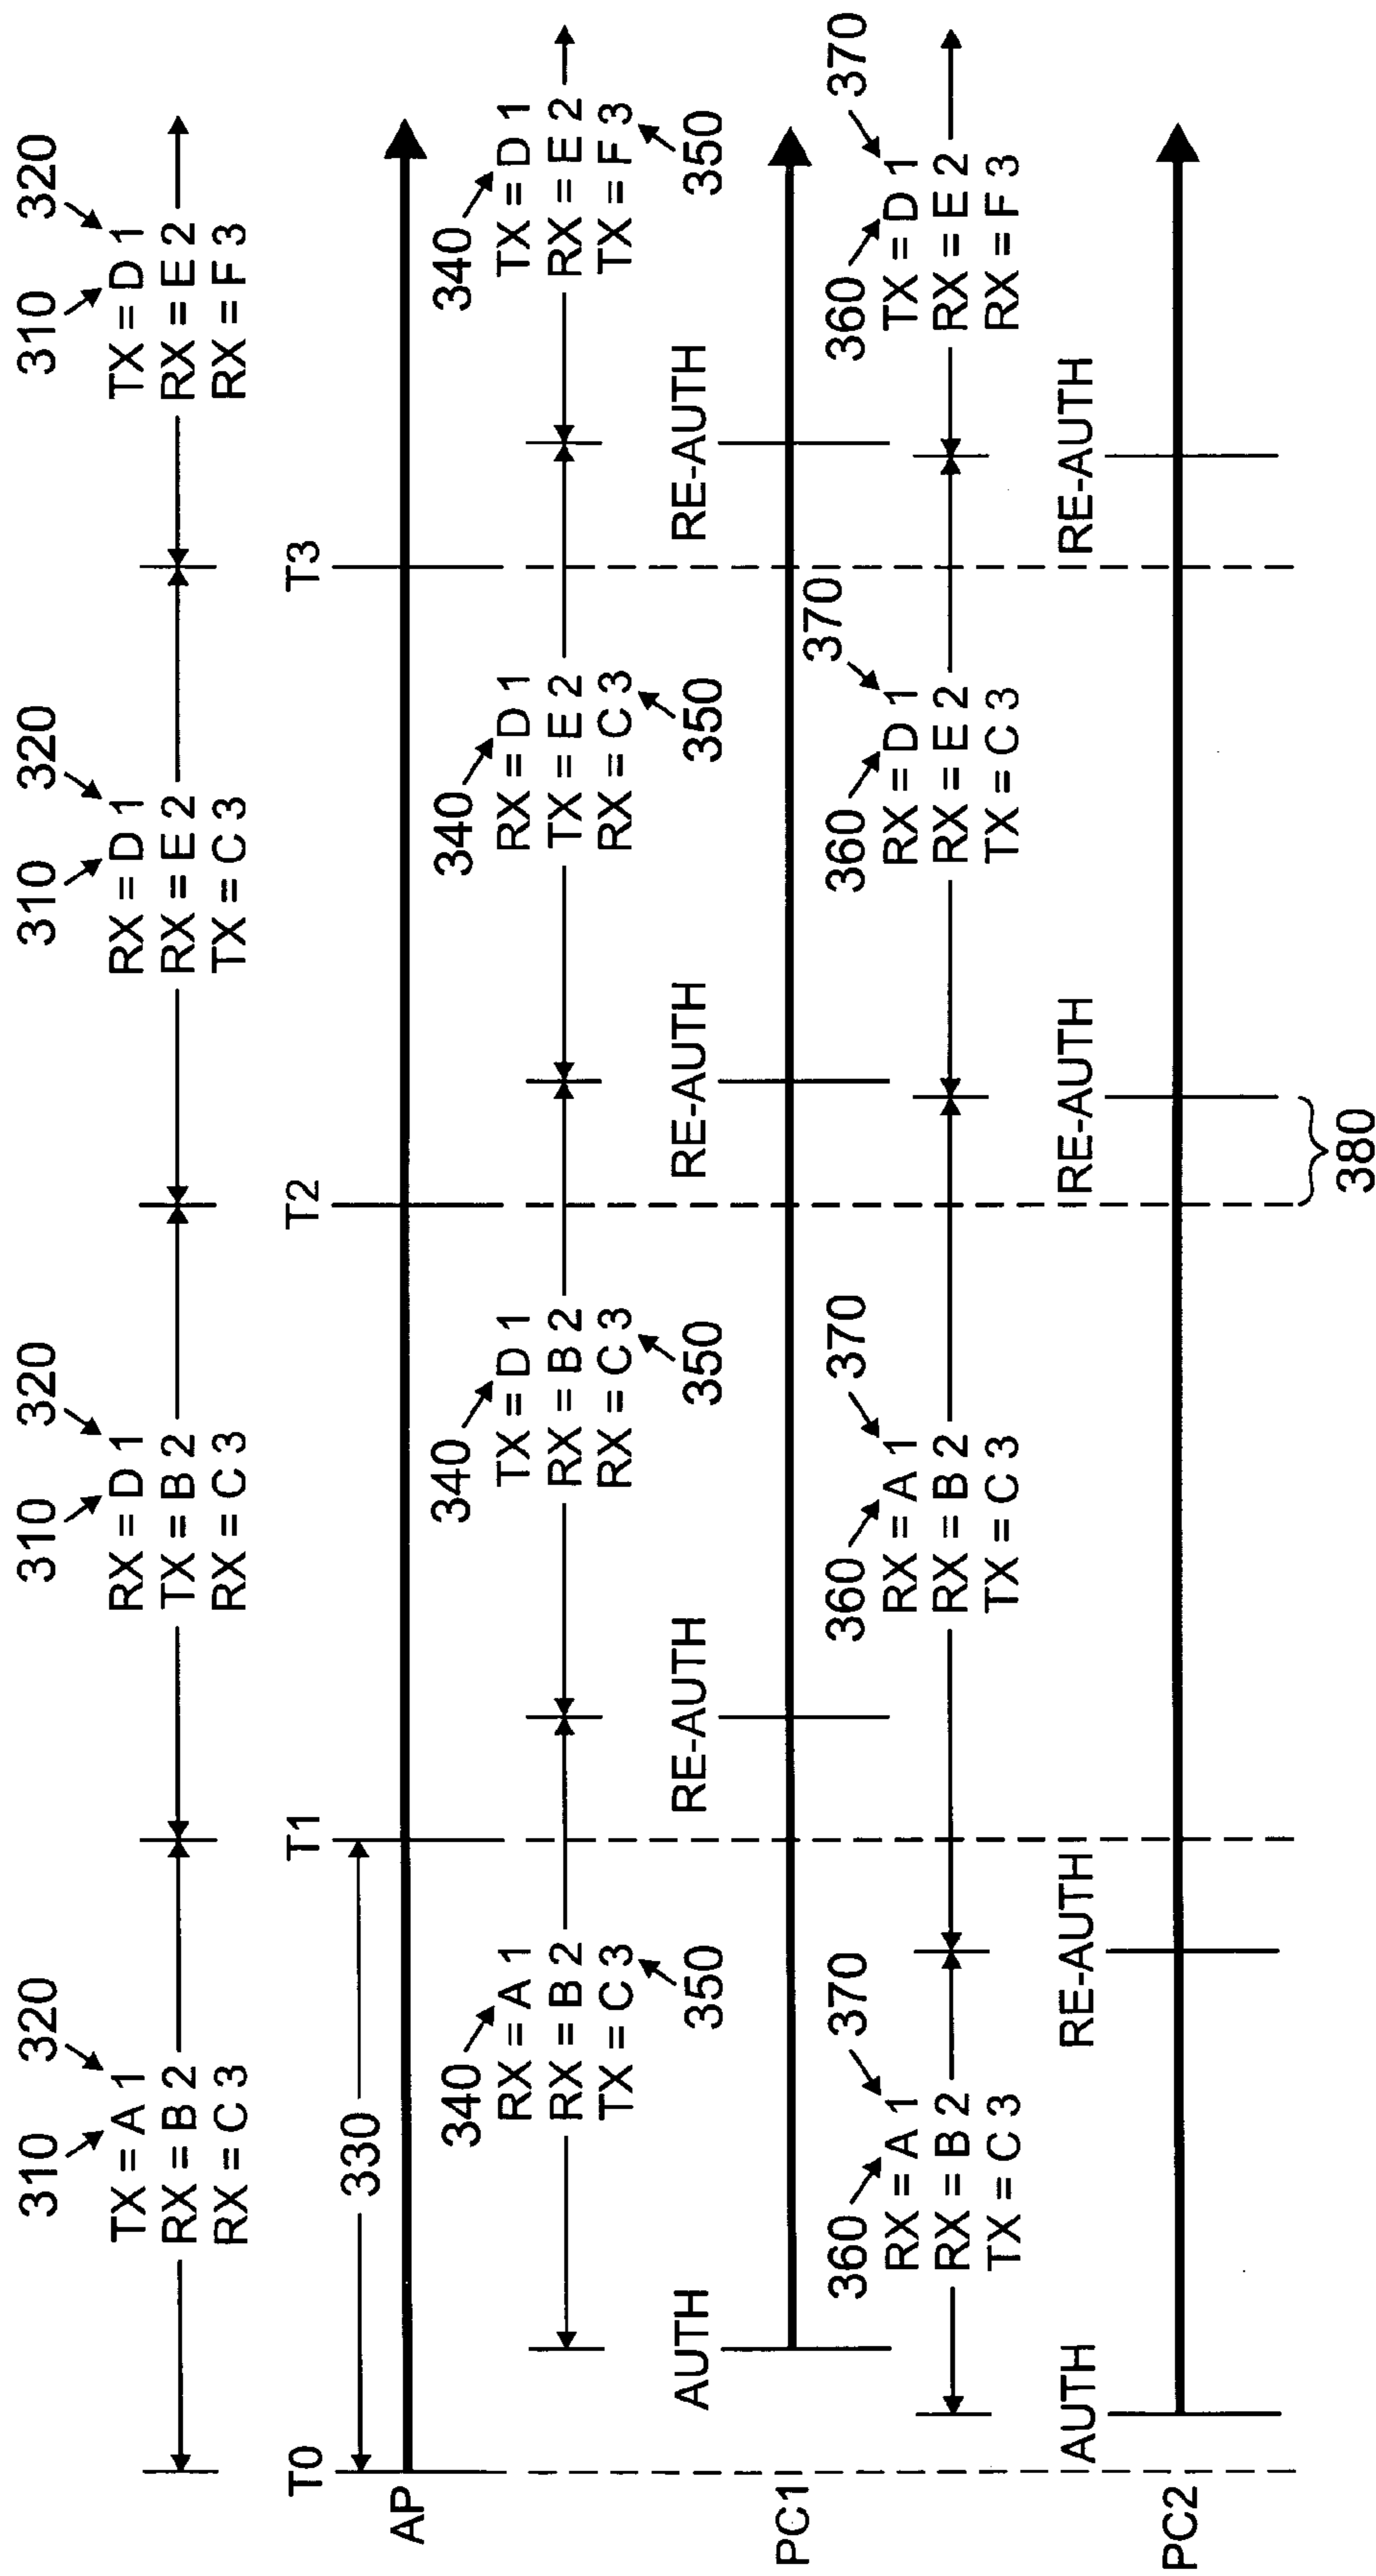 310 320 310 320 310 320 310 320
TX = A 1 RX = D 1 RX = D 1 TX = D 1
RX = B 2 TX = B 2 RX = E 2 RX = E 2
RX = C 3 RX = C 3 TX = C 3 RX = F 3
T0 T1 T2 T3
330
AP
340 340 340 340
RX = A 1 TX = D 1 RX = D 1 TX = D 1
RX = B 2 RX = B 2 TX = E 2 RX = E 2
TX = C 3 RX = C 3 RX = C 3 TX = F 3
350 350 350 350
AUTH RE-AUTH RE-AUTH RE-AUTH
PC1
360 370 360 370 360 370 360 370
RX = A 1 RX = A 1 RX = D 1 TX = D 1
RX = B 2 RX = B 2 RX = E 2 RX = E 2
TX = C 3 TX = C 3 TX = C 3 RX = F 3
AUTH RE-AUTH RE-AUTH RE-AUTH
PC2
380